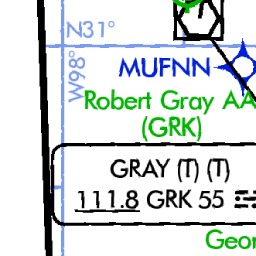 N31°
W98°
MUFNN
Robert Gray AA
(GRK)
GRAY (T) (T)
111.8 GRK 55
Geor